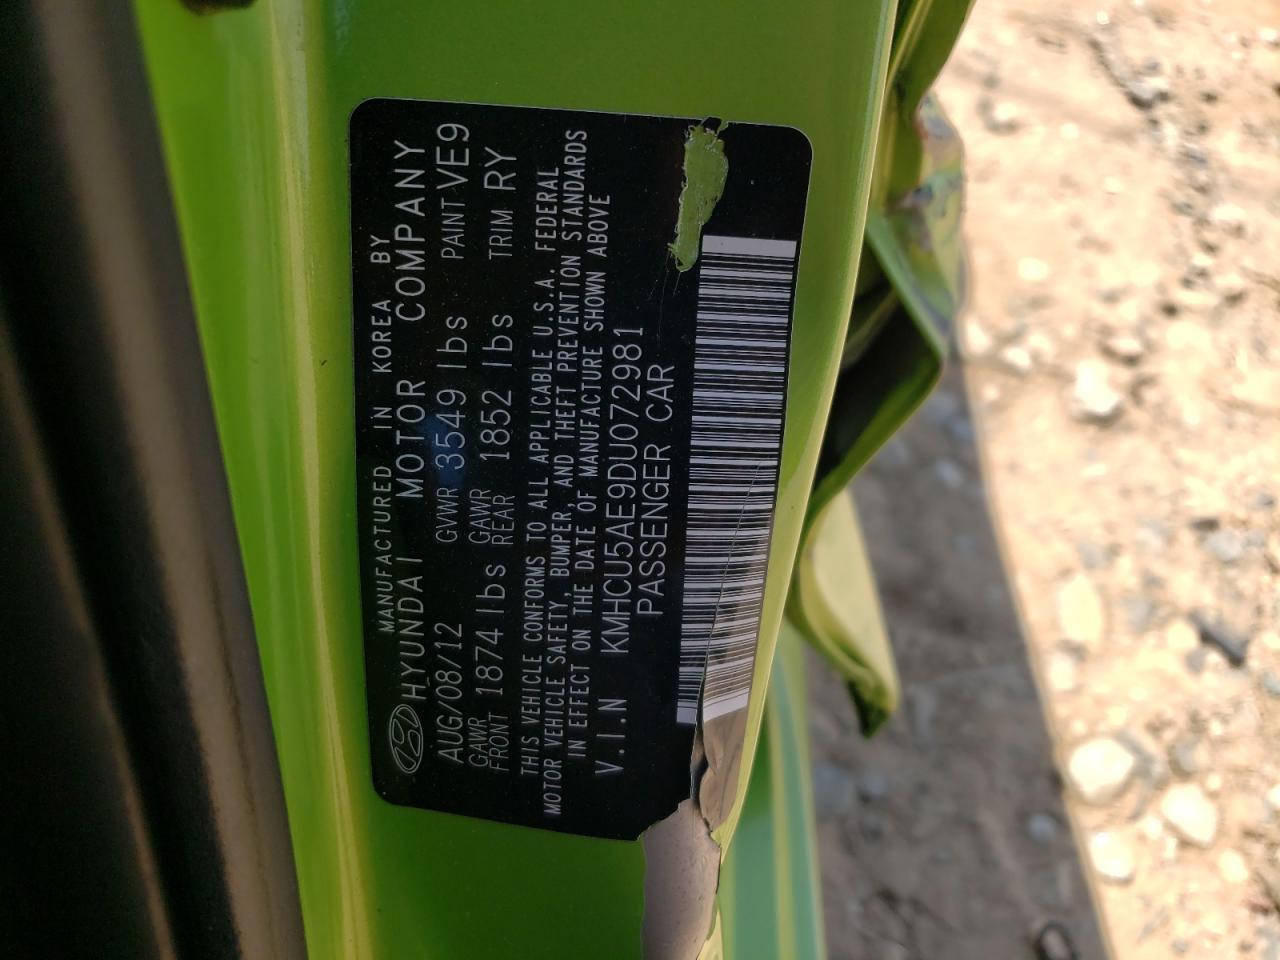 MANUFACTURED IN KOREA BY
HYUNDAI MOTOR COMPANY
AUG/08/12 GVWR 3549 lbs PAINT VE9
GAWR FRONT 1874 lbs GAWR REAR 1852 lbs TRIM RY
THIS VEHICLE CONFORMS TO ALL APPLICABLE U.S.A. FEDERAL
MOTOR VEHICLE SAFETY, BUMPER, AND THEFT PREVENTION STANDARDS
IN EFFECT ON THE DATE OF MANUFACTURE SHOWN ABOVE
V.I.N KMHCU5AE9DU072981
PASSENGER CAR